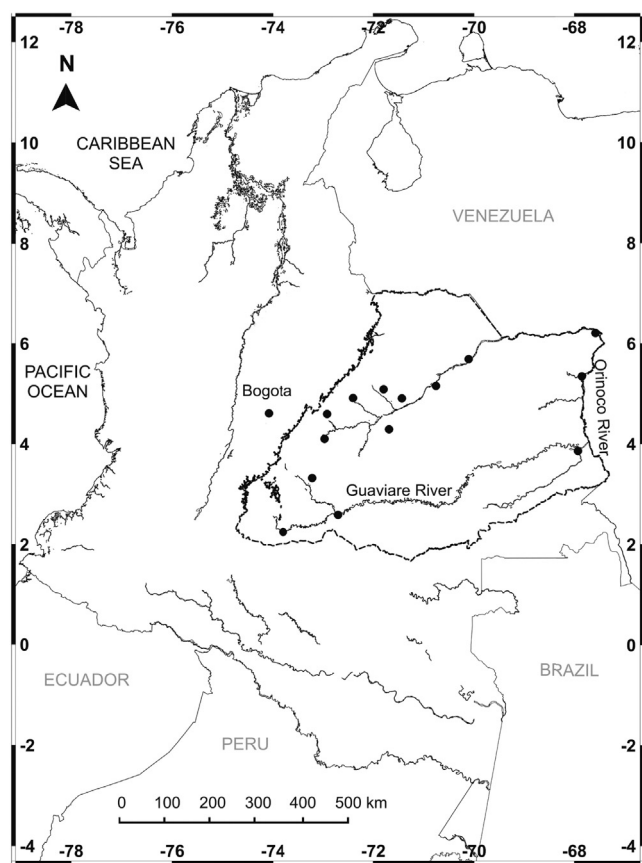 -78 -76 -74 -72 -70 -68
12 12
N
CARIBBEAN
SEA
10 10
VENEZUELA
8 8
6 6
PACIFIC
OCEAN
Bogota
Orinoco River
4 4
Guaviare River
2 2
0 0
ECUADOR
BRAZIL
PERU
-2 -2
0 100 200 300 400 500 km
-4 -4
-78 -76 -74 -72 -70 -68